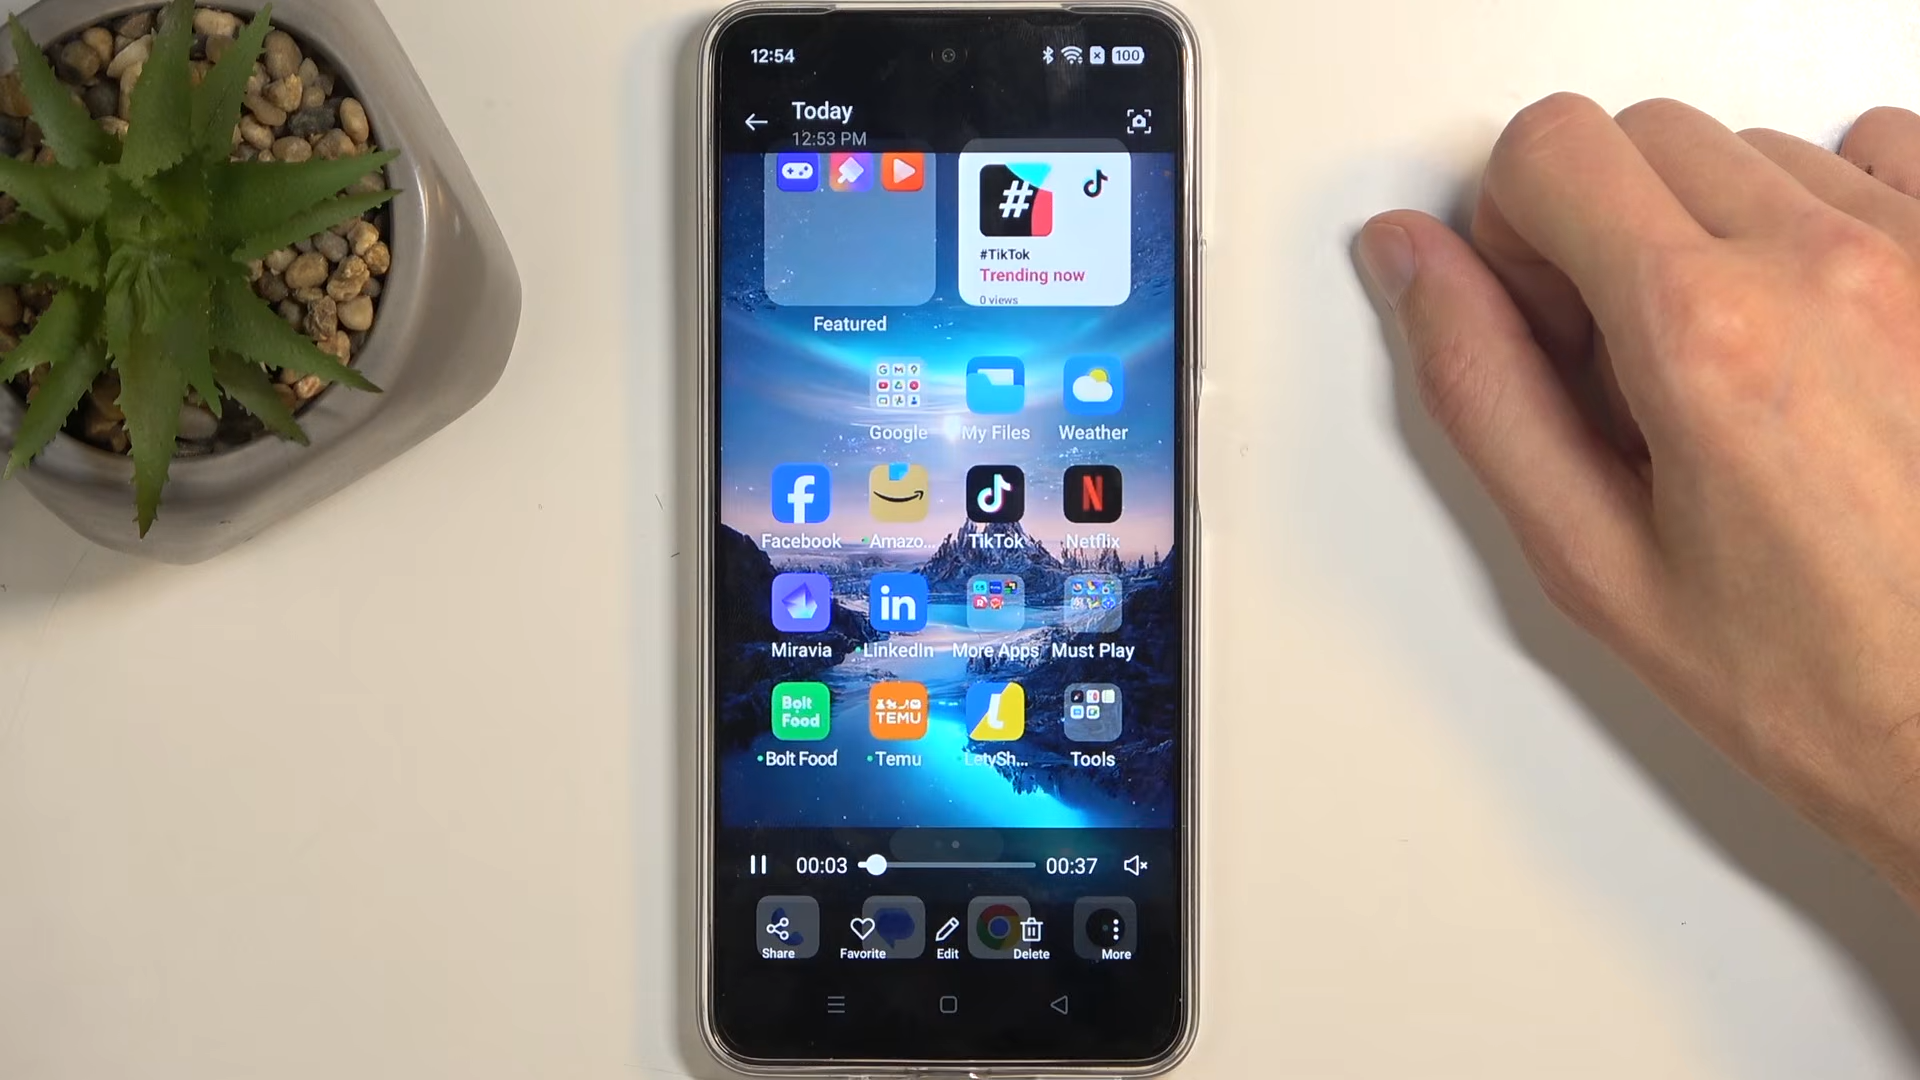 12:54
100
Today
12:53 PM
#
#TikTok
Trending now
0 views
Featured
Google
My Files
Weather
Facebook
Amazo...
TikTok
Netflix
N
Miravia
LinkedIn
in
More Apps
Must Play
Bolt Food
TEMU
Bolt Food
Temu
LetySh...
Tools
00:03
00:37
Share
Favorite
Edit
Delete
More